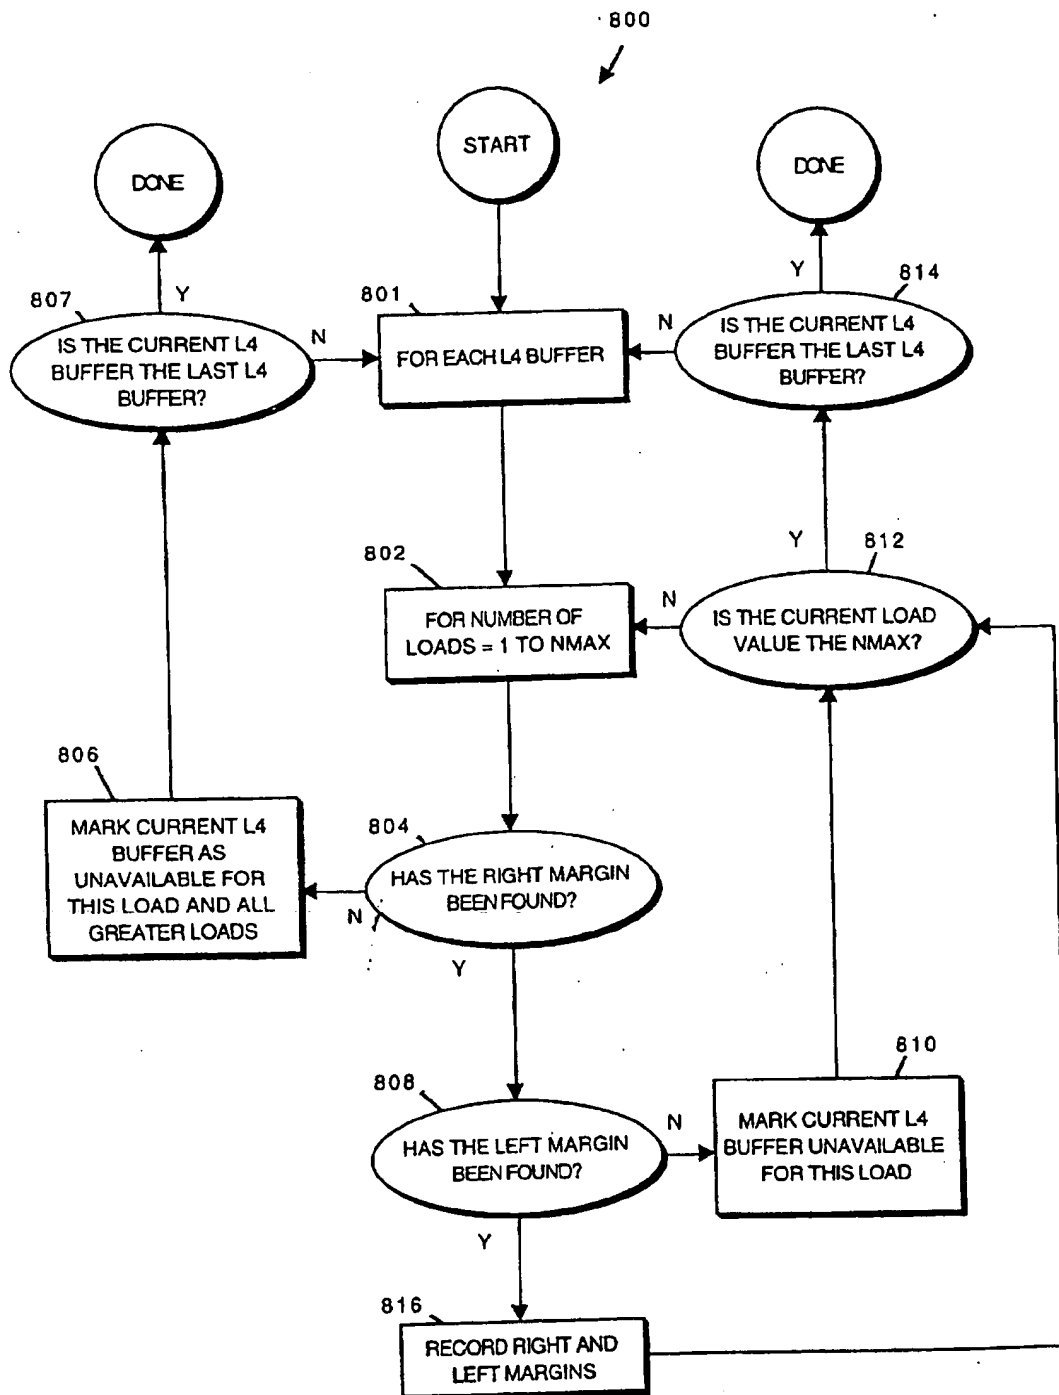 800
START
DONE
DONE
Y
Y
807
801
814
IS THE CURRENT L4
BUFFER THE LAST L4
BUFFER?
N
FOR EACH L4 BUFFER
N
IS THE CURRENT L4
BUFFER THE LAST L4
BUFFER?
Y
802
812
FOR NUMBER OF
LOADS = 1 TO NMAX
N
IS THE CURRENT LOAD
VALUE THE NMAX?
806
MARK CURRENT L4
BUFFER AS
UNAVAILABLE FOR
THIS LOAD AND ALL
GREATER LOADS
804
HAS THE RIGHT MARGIN
BEEN FOUND?
N
Y
808
810
HAS THE LEFT MARGIN
BEEN FOUND?
N
MARK CURRENT L4
BUFFER UNAVAILABLE
FOR THIS LOAD
Y
816
RECORD RIGHT AND
LEFT MARGINS